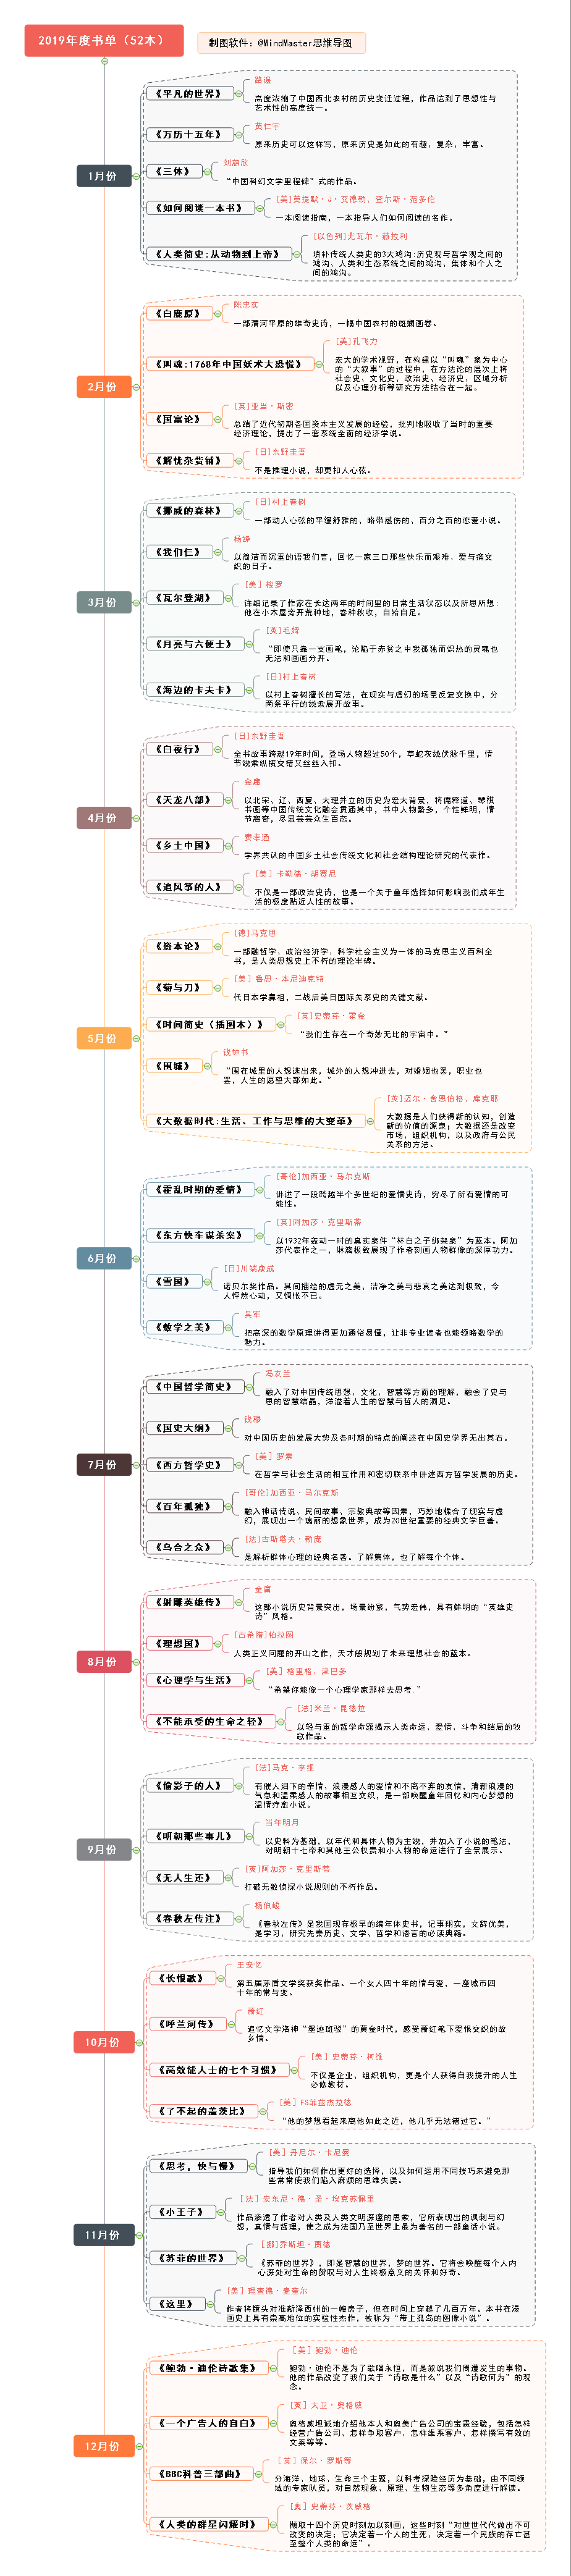 2019年度书单（52本）
制图软件：@MindMaster思维导图
1月份
《平凡的世界》
路遥
高度浓缩了中国西北农村的历史变迁过程，作品达到了思想性与
艺术性的高度统一。
《万历十五年》
黄仁宇
原来历史可以这样写，原来历史是如此的有趣、复杂、丰富。
《三体》
刘慈欣
“中国科幻文学里程碑”式的作品。
《如何阅读一本书》
[美]莫提默·J·艾德勒、查尔斯·范多伦
一本阅读指南，一本指导人们如何阅读的名作。
《人类简史:从动物到上帝》
[以色列]尤瓦尔·赫拉利
填补传统人类史的3大鸿沟:历史观与哲学观之间的
鸿沟、人类和生态系统之间的鸿沟、集体和个人之
间的鸿沟。
2月份
《白鹿原》
陈忠实
一部渭河平原的雄奇史诗，一幅中国农村的斑斓画卷。
《叫魂:1768年中国妖术大恐慌》
[美]孔飞力
宏大的学术视野，在构建以“叫魂”案为中心
的“大叙事”的过程中，在方法论的层次上将
社会史、文化史、政治史、经济史、区域分析
以及心理分析等研究方法结合在一起。
《国富论》
[英]亚当·斯密
总结了近代初期各国资本主义发展的经验，批判地吸收了当时的重要
经济理论，提出了一套系统全面的经济学说。
《解忧杂货铺》
[日]东野圭吾
不是推理小说，却更扣人心弦。
3月份
《挪威的森林》
[日]村上春树
一部动人心弦的平缓舒雅的、略带感伤的、百分之百的恋爱小说。
《我们仨》
杨绛
以简洁而沉重的语我们言，回忆一家三口那些快乐而艰难、爱与痛交
织的日子。
《瓦尔登湖》
[美] 梭罗
详细记录了作家在长达两年的时间里的日常生活状态以及所思所想:
他在小木屋旁开荒种地，春种秋收，自给自足。
《月亮与六便士》
[英]毛姆
“即使只靠一支画笔，沦陷于赤贫之中我孤独而炽热的灵魂也
无法和画画分开。
《海边的卡夫卡》
[日]村上春树
以村上春树擅长的写法，在现实与虚幻的场景反复交换中，分
两条平行的线索展开故事。
4月份
《白夜行》
[日]东野圭吾
全书故事跨越19年时间，登场人物超过50个，草蛇灰线伏脉千里，情
节线索纵横交错又丝丝入扣。
《天龙八部》
金庸
以北宋、辽、西夏、大理并立的历史为宏大背景，将儒释道、琴棋
书画等中国传统文化融会贯通其中，书中人物繁多，个性鲜明，情
节离奇，尽显芸芸众生百态。
《乡土中国》
费孝通
学界共认的中国乡土社会传统文化和社会结构理论研究的代表作。
《追风筝的人》
[美] 卡勒德·胡赛尼
不仅是一部政治史诗，也是一个关于童年选择如何影响我们成年生
活的极度贴近人性的故事。
5月份
《资本论》
[德]马克思
一部融哲学、政治经济学、科学社会主义为一体的马克思主义百科全
书，是人类思想史上不朽的理论丰碑。
《菊与刀》
[美] 鲁思·本尼迪克特
代日本学鼻祖，二战后美日国际关系史的关键文献。
《时间简史（插图本）》
[英]史蒂芬·霍金
“我们生存在一个奇妙无比的宇宙中。”
《围城》
钱钟书
“围在城里的人想逃出来，城外的人想冲进去，对婚姻也罢，职业也
罢，人生的愿望大都如此。”
《大数据时代:生活、工作与思维的大变革》
[英]迈尔·舍恩伯格、库克耶
大数据是人们获得新的认知，创造
新的价值的源泉；大数据还是改变
市场、组织机构，以及政府与公民
关系的方法。
6月份
《霍乱时期的爱情》
[哥伦]加西亚·马尔克斯
讲述了一段跨越半个多世纪的爱情史诗，穷尽了所有爱情的可
能性。
《东方快车谋杀案》
[英]阿加莎·克里斯蒂
以1932年轰动一时的真实案件“林白之子绑架案”为蓝本。阿加
莎代表作之一，淋漓极致展现了作者刻画人物群像的深厚功力。
《雪国》
[日]川端康成
诺贝尔奖作品。其间描绘的虚无之美、洁净之美与悲哀之美达到极致，令
人怦然心动，又惆怅不已。
《数学之美》
吴军
把高深的数学原理讲得更加通俗易懂，让非专业读者也能领略数学的
魅力。
7月份
《中国哲学简史》
冯友兰
融入了对中国传统思想、文化、智慧等方面的理解，融会了史与
思的智慧结晶，洋溢着人生的智慧与哲人的洞见。
《国史大纲》
钱穆
对中国历史的发展大势及各时期的特点的阐述在中国史学界无出其右。
《西方哲学史》
[美] 罗素
在哲学与社会生活的相互作用和密切联系中讲述西方哲学发展的历史。
《百年孤独》
[哥伦]加西亚·马尔克斯
融入神话传说、民间故事、宗教典故等因素，巧妙地糅合了现实与虚
幻，展现出一个瑰丽的想象世界，成为20世纪重要的经典文学巨著。
《乌合之众》
[法]古斯塔夫·勒庞
是解析群体心理的经典名著。了解集体，也了解每个个体。
8月份
《射雕英雄传》
金庸
这部小说历史背景突出，场景纷繁，气势宏伟，具有鲜明的“英雄史
诗”风格。
《理想国》
[古希腊]柏拉图
人类正义问题的开山之作，天才般规划了未来理想社会的蓝本。
《心理学与生活》
[美] 格里格、津巴多
“希望你能像一个心理学家那样去思考.”
《不能承受的生命之轻》
[法]米兰·昆德拉
以轻与重的哲学命题揭示人类命运、爱情、斗争和结局的牧
歌作品。
9月份
《偷影子的人》
[法]马克·李维
有催人泪下的亲情、浪漫感人的爱情和不离不弃的友情，清新浪漫的
气息和温柔感人的故事相互交织，是一部唤醒童年回忆和内心梦想的
温情疗愈小说。
《明朝那些事儿》
当年明月
以史料为基础，以年代和具体人物为主线，并加入了小说的笔法，
对明朝十七帝和其他王公权贵和小人物的命运进行了全景展示。
《无人生还》
[英]阿加莎·克里斯蒂
打破无数侦探小说规则的不朽作品。
《春秋左传注》
杨伯峻
《春秋左传》是我国现存极早的编年体史书，记事翔实，文辞优美，
是学习、研究先秦历史、文学、哲学和语言的必读典籍。
10月份
《长恨歌》
王安忆
第五届茅盾文学奖获奖作品。一个女人四十年的情与爱，一座城市四
十年的常与变。
《呼兰河传》
萧红
追忆文学洛神“墨迹斑驳”的黄金时代，感受萧红笔下爱恨交织的故
乡情。
《高效能人士的七个习惯》
[美] 史蒂芬·柯维
不仅是企业、组织机构，更是个人获得自我提升的人生
必修教材。
《了不起的盖茨比》
[美] FS菲兹杰拉德
“他的梦想看起来离他如此之近，他几乎无法错过它。”
11月份
《思考，快与慢》
[美] 丹尼尔·卡尼曼
指导我们如何作出更好的选择，以及如何运用不同技巧来避免那
些常常使我们陷入麻烦的思维失误。
《小王子》
［法］安东尼·德·圣·埃克苏佩里
作品渗透了作者对人类及人类文明深邃的思索，它所表现出的讽刺与幻
想，真情与哲理，使之成为法国乃至世界上最为著名的一部童话小说。
《苏菲的世界》
［挪]乔斯坦·贾德
《苏菲的世界》，即是智慧的世界，梦的世界。它将会唤醒每个人内
心深处对生命的赞叹与对人生终极意义的关怀和好奇。
《这里》
[美] 理查德·麦奎尔
作者将镜头对准新泽西州的一幢房子，但在时间上穿越了几百万年。本书在漫
画史上具有崇高地位的实验性杰作，被称为“带上孤岛的图像小说”。
12月份
《鲍勃·迪伦诗歌集》
［美］鲍勃·迪伦
鲍勃·迪伦不是为了歌唱永恒，而是叙说我们周遭发生的事物。
他的作品改变了我们关于“诗歌是什么”以及“诗歌何为”的观
念。
《一个广告人的自白》
[英] 大卫·奥格威
奥格威坦诚地介绍他本人和奥美广告公司的宝贵经验，包括怎样
经营广告公司、怎样争取客户、怎样维系客户、怎样撰写有效的
文案等等。
《BBC科普三部曲》
［英］保尔·罗斯等
分海洋、地球、生命三个主题，以科考探险经历为基础，由不同领
域的专家队员，对自然现象、原理、生物生态等多角度进行解读。
《人类的群星闪耀时》
[奥] 史蒂芬·茨威格
撷取十四个历史时刻加以刻画，这些时刻“对世世代代做出不可
改变的决定；它决定着一个人的生死、决定着一个民族的存亡甚
至整个人类的命运”。